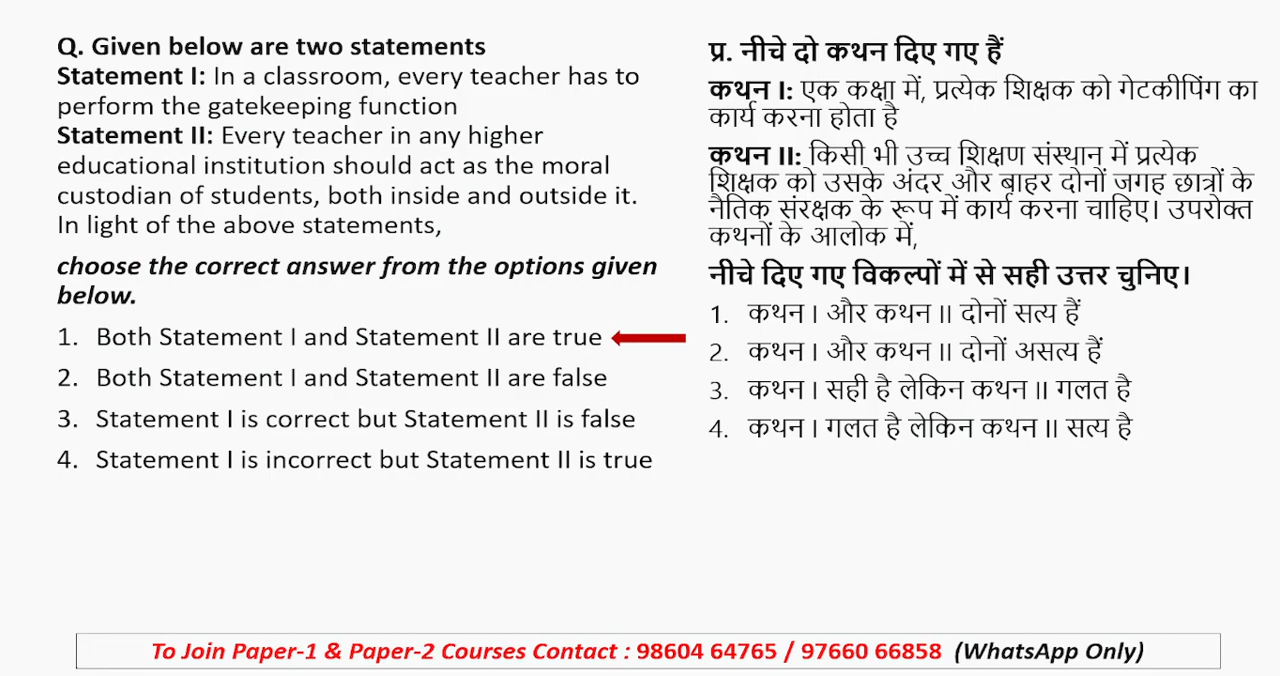 Q. Given below are two statements
Statement I: In a classroom, every teacher has to
perform the gatekeeping function
Statement II: Every teacher in any higher
educational institution should act as the moral
custodian of students, both inside and outside it.
In light of the above statements,
choose the correct answer from the options given
below.
1. Both Statement I and Statement II are true
2. Both Statement I and Statement II are false
3. Statement I is correct but Statement II is false
4. Statement I is incorrect but Statement II is true
प्र. नीचे दो कथन दिए गए हैं
कथन I: एक कक्षा में, प्रत्येक शिक्षक को गेटकीपिंग का
कार्य करना होता है
कथन II: किसी भी उच्च शिक्षण संस्थान में प्रत्येक
शिक्षक को उसके अंदर और बाहर दोनों जगह छात्रों के
नैतिक संरक्षक के रूप में कार्य करना चाहिए। उपरोक्त
कथनों के आलोक में,
नीचे दिए गए विकल्पों में से सही उत्तर चुनिए।
1. कथन I और कथन II दोनों सत्य हैं
2. कथन I और कथन II दोनों असत्य हैं
3. कथन I सही है लेकिन कथन II गलत है
4. कथन I गलत है लेकिन कथन II सत्य है
To Join Paper-1 & Paper-2 Courses Contact : 98604 64765 / 97660 66858 (WhatsApp Only)